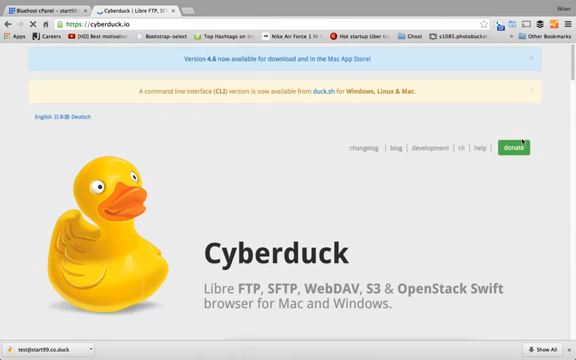 Bluehost cPanel - start99
Cyberduck | Libre FTP, SF
Brian
https://cyberduck.io
Apps
Careers
[HD] Best motivatio
Bootstrap-select
Top Hashtags on Th
Nike Air Force 1 Hi
Hot startup Uber tr
Ghost
s1085.photobucket
Other Bookmarks
Version 4.6 now available for download and in the Mac App Store!
A command line interface (CLI) version is now available from duck.sh for Windows, Linux & Mac.
English 日本語 Deutsch
changelog | blog | development | cli | help | donate
Cyberduck
Libre FTP, SFTP, WebDAV, S3 & OpenStack Swift
browser for Mac and Windows.
test@start99.co.duck
Show All